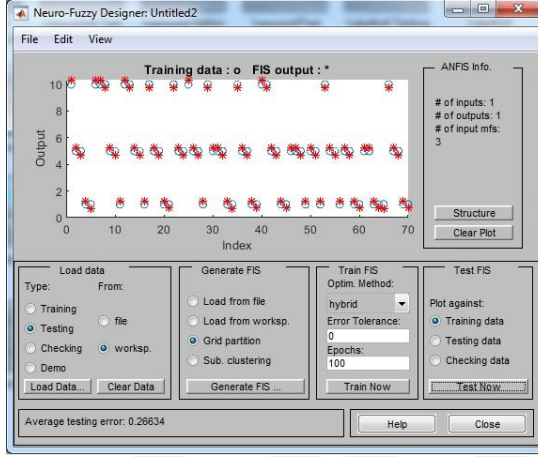 Neuro-Fuzzy Designer: Untitled2
File Edit View
Training data : o FIS output : *
10
8
6
4
2
0
Output
0 10 20 30 40 50 60 70
Index
ANFIS Info.
# of inputs: 1
# of outputs: 1
# of input mfs:
3
Structure
Clear Plot
Load data
Type: From:
Training
Testing
Checking
Demo
file
worksp.
Load Data... Clear Data
Generate FIS
Load from file
Load from worksp.
Grid partition
Sub. clustering
Generate FIS ...
Train FIS
Optim. Method:
hybrid
Error Tolerance:
0
Epochs:
100
Train Now
Test FIS
Plot against:
Training data
Testing data
Checking data
Test Now
Average testing error: 0.26634
Help Close